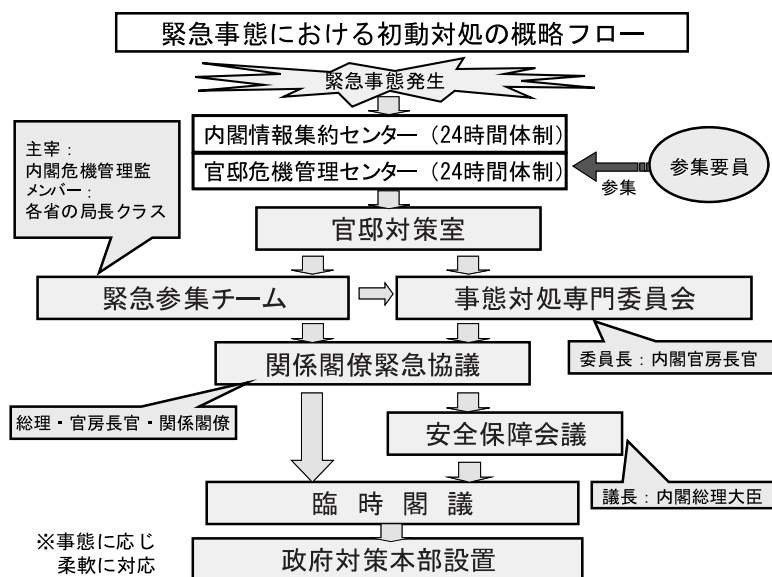 緊急事態における初動対処の概略フロー
緊急事態発生
内閣情報集約センター（24時間体制）
官邸危機管理センター（24時間体制）
参集
参集要員
主宰：
内閣危機管理監
メンバー：
各省の局長クラス
官邸対策室
緊急参集チーム
事態対処専門委員会
委員長：内閣官房長官
関係閣僚緊急協議
総理・官房長官・関係閣僚
安全保障会議
議長：内閣総理大臣
臨時閣議
※事態に応じ
柔軟に対応
政府対策本部設置